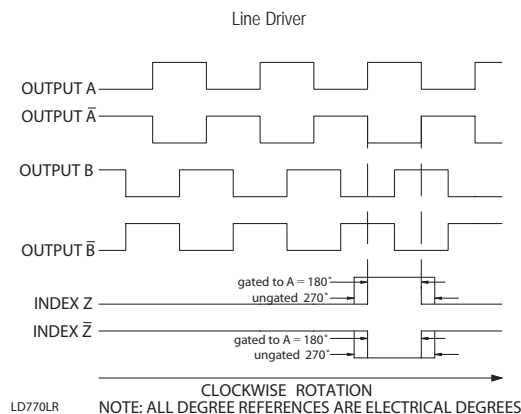 Line Driver
OUTPUT A
OUTPUT A̅
OUTPUT B
OUTPUT B̅
gated to A = 180°
ungated 270°
INDEX Z
INDEX Z̅
gated to A = 180°
ungated 270°
CLOCKWISE ROTATION
LD770LR NOTE: ALL DEGREE REFERENCES ARE ELECTRICAL DEGREES